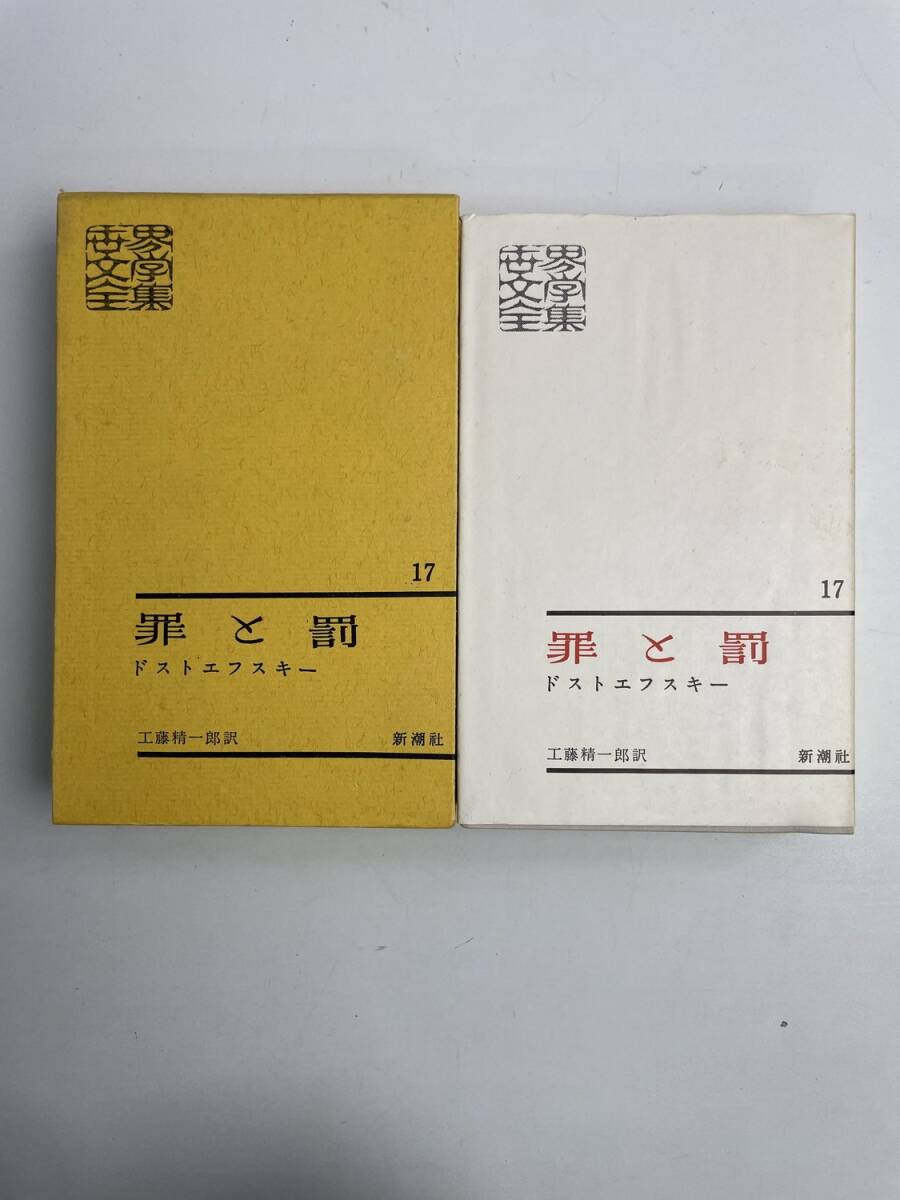 世界
文学
全集
17
罪と罰
ドストエフスキー
工藤精一郎訳 新潮社
世界
文学
全集
17
罪と罰
ドストエフスキー
工藤精一郎訳 新潮社